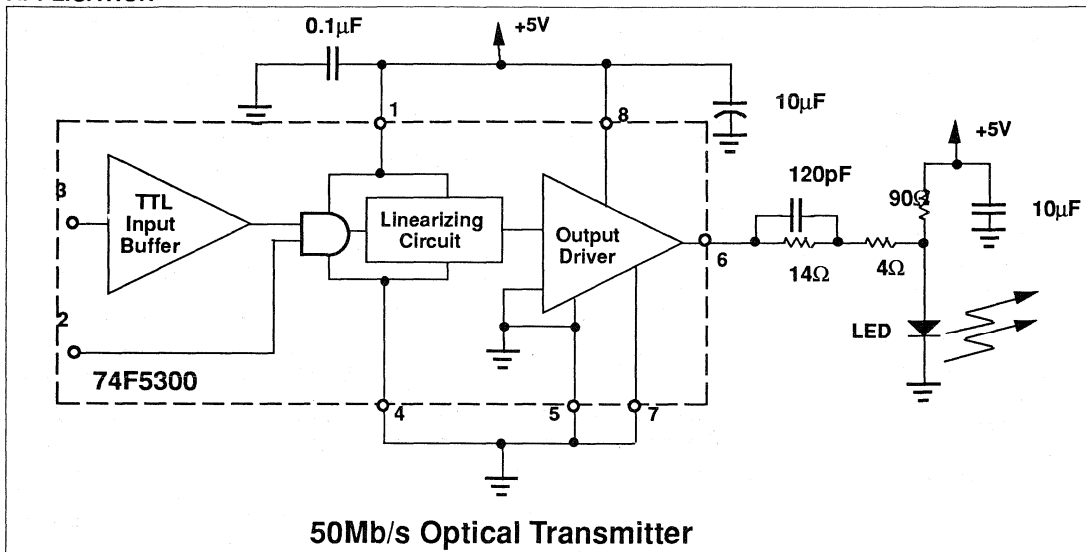 0.1µF
+5V
10µF
1
8
+5V
3
TTL
Input
Buffer
Linearizing
Circuit
Output
Driver
120pF
90Ω
10µF
6
14Ω
4Ω
2
LED
74F5300
4
5
7
50Mb/s Optical Transmitter